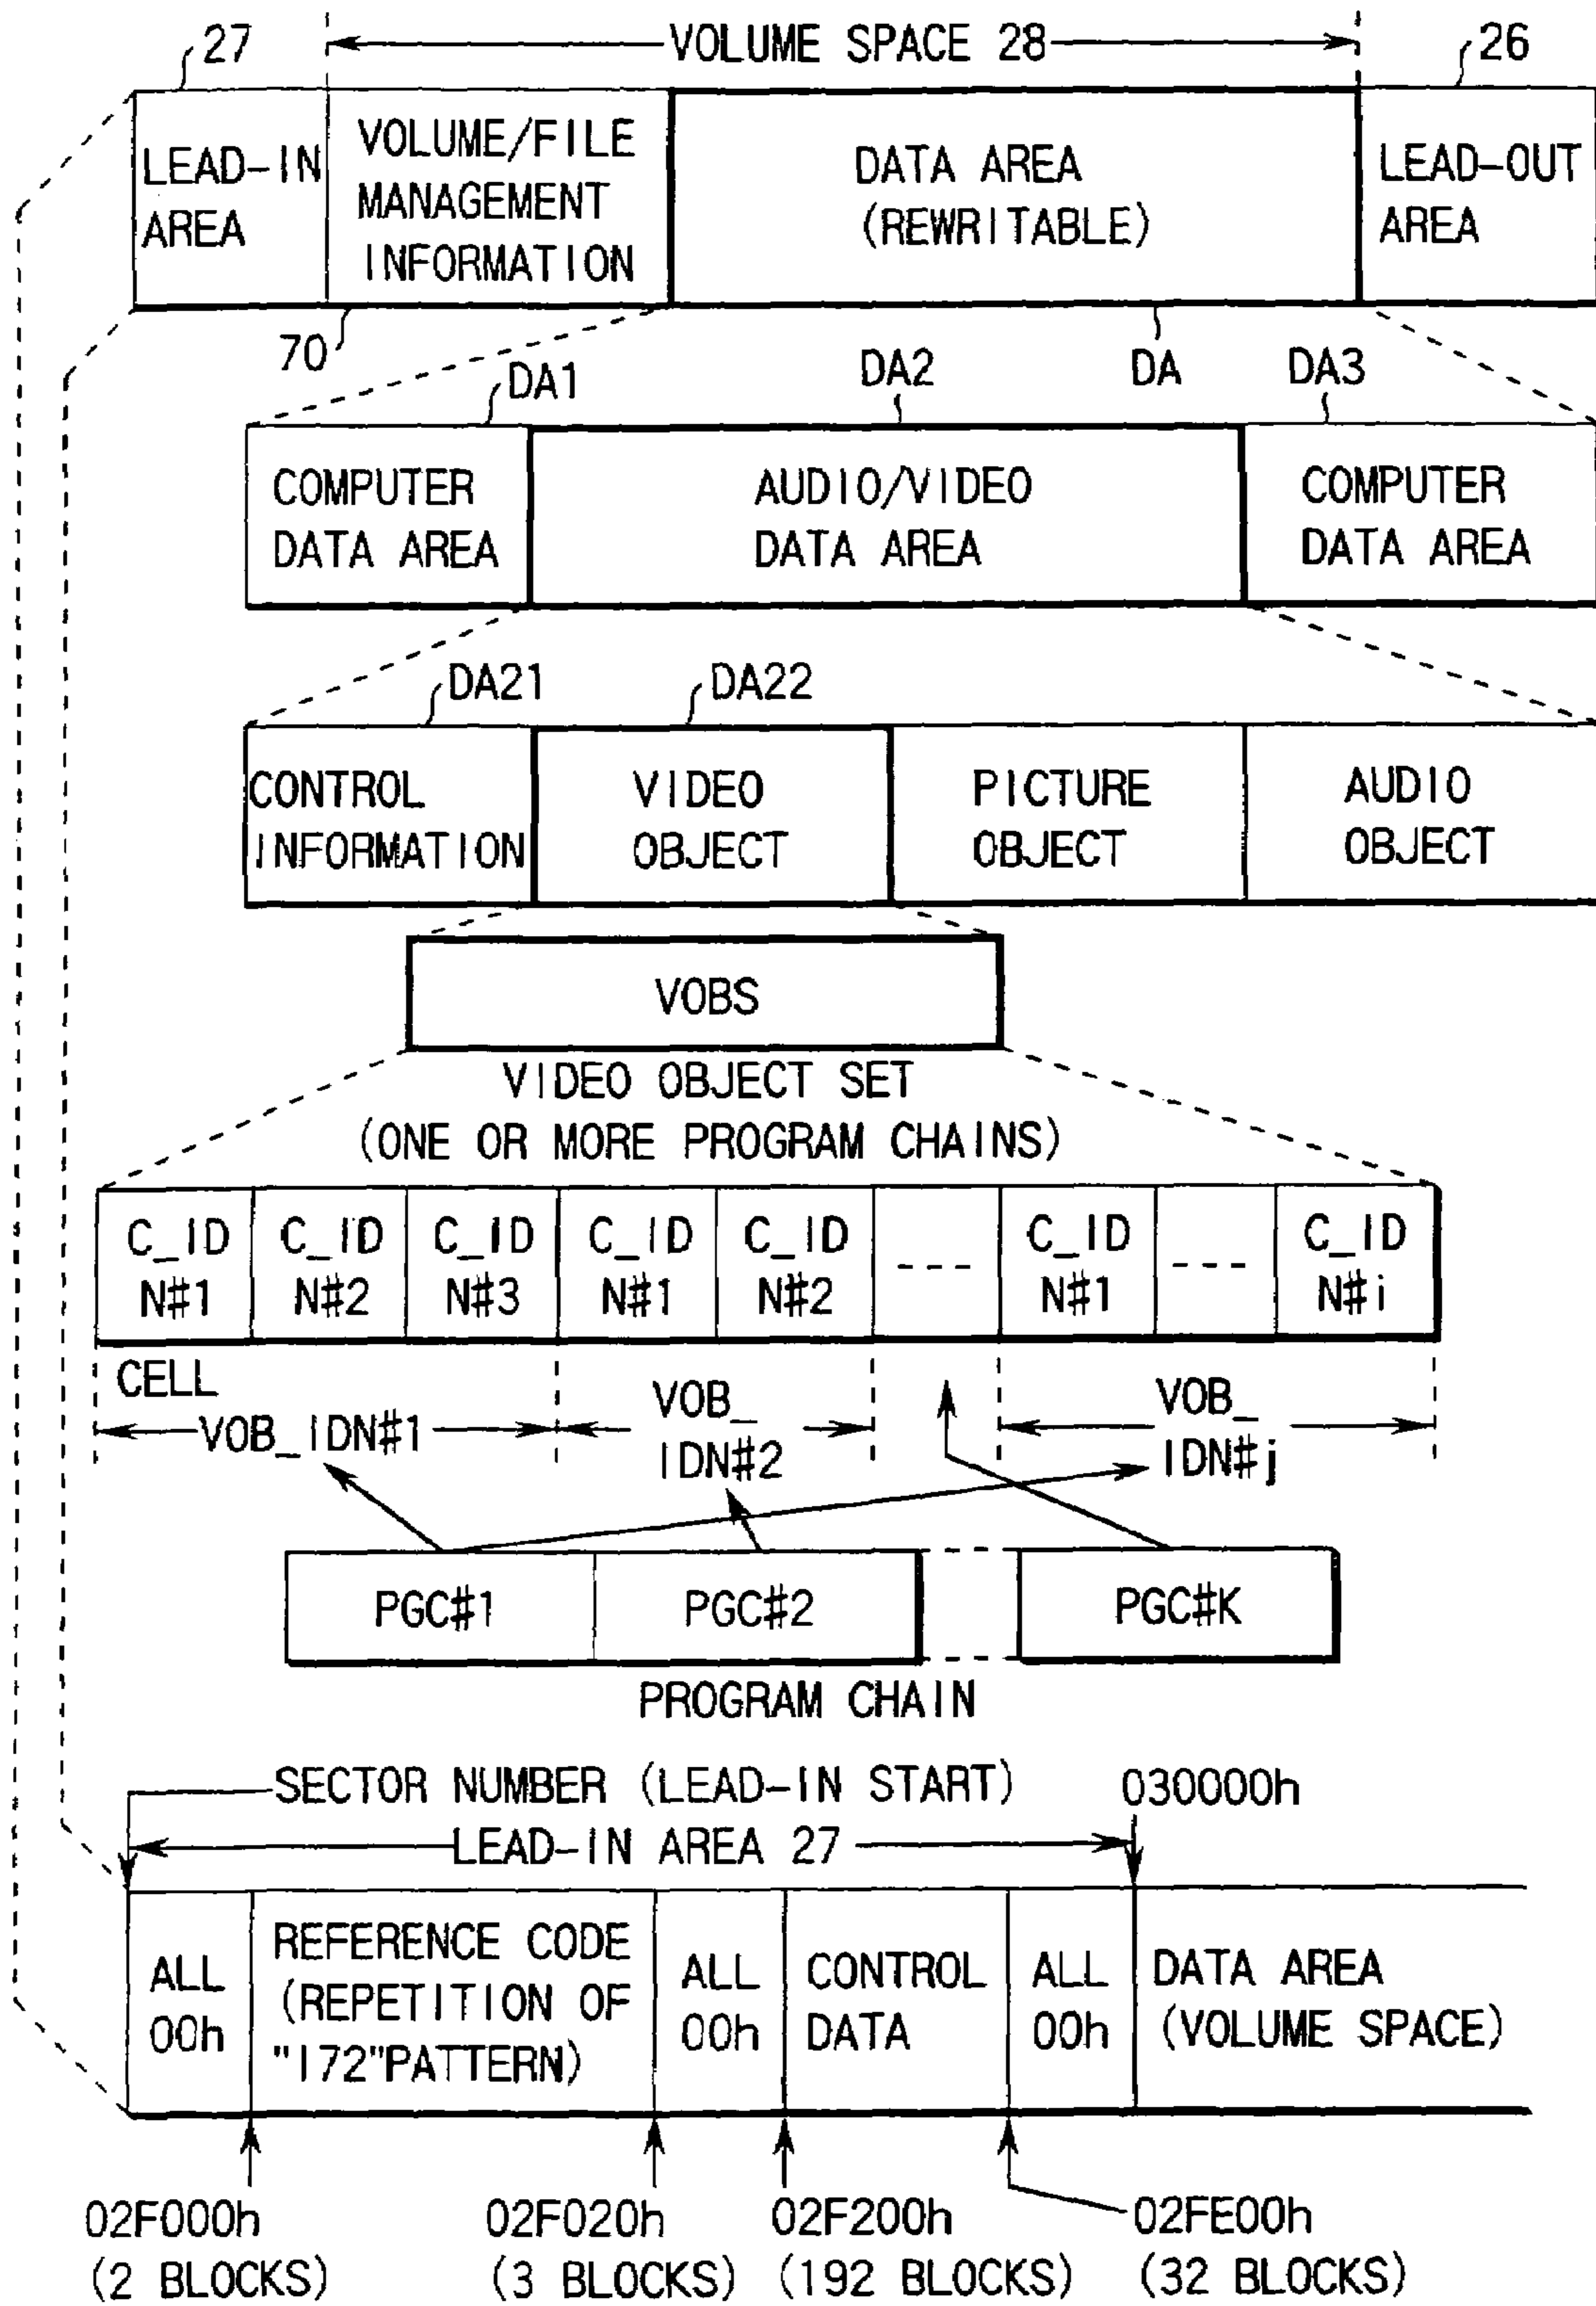 27
VOLUME SPACE 28
26
LEAD-IN
AREA
VOLUME/FILE
MANAGEMENT
INFORMATION
DATA AREA
(REWRITABLE)
LEAD-OUT
AREA
70
DA1
DA2
DA
DA3
COMPUTER
DATA AREA
AUDIO/VIDEO
DATA AREA
COMPUTER
DATA AREA
DA21
DA22
CONTROL
INFORMATION
VIDEO
OBJECT
PICTURE
OBJECT
AUDIO
OBJECT
VOBS
VIDEO OBJECT SET
(ONE OR MORE PROGRAM CHAINS)
C_ID
N#1
C_ID
N#2
C_ID
N#3
C_ID
N#1
C_ID
N#2
----
C_ID
N#1
----
C_ID
N#i
CELL
VOB_IDN#1
VOB_
IDN#2
VOB_
IDN#j
PGC#1
PGC#2
PGC#K
PROGRAM CHAIN
SECTOR NUMBER (LEAD-IN START)
030000h
LEAD-IN AREA 27
ALL
00h
REFERENCE CODE
(REPETITION OF
"172"PATTERN)
ALL
00h
CONTROL
DATA
ALL
00h
DATA AREA
(VOLUME SPACE)
02F000h
(2 BLOCKS)
02F020h
(3 BLOCKS)
02F200h
(192 BLOCKS)
02FE00h
(32 BLOCKS)